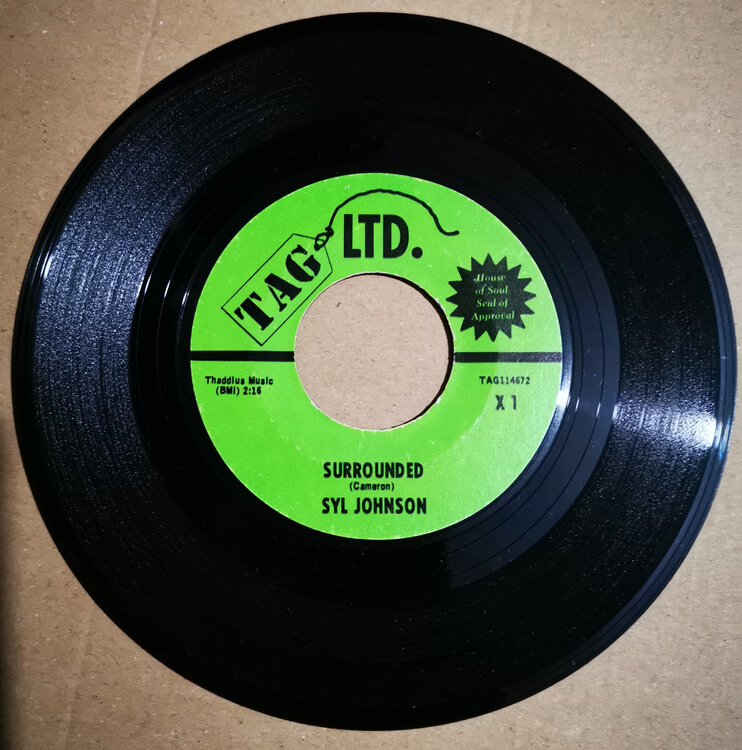 TAG
LTD.
House
of Soul
Seal of
Approval
Thaddius Music
(BMI) 2:16
TAG114672
X 1
SURROUNDED
(Cameron)
SYL JOHNSON